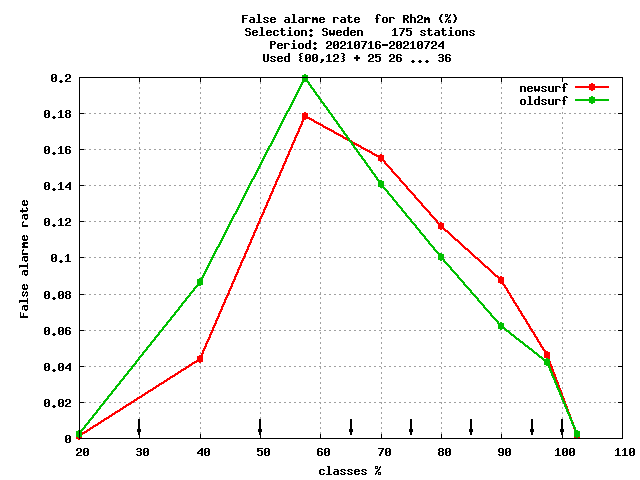 False alarme rate  for Rh2m (%)
Selection: Sweden    175 stations
Period: 20210716-20210724
Used {00,12} + 25 26 ... 36
newsurf
oldsurf
0.2
0.18
0.16
0.14
0.12
0.1
0.08
0.06
0.04
0.02
0
False alarme rate
20 30 40 50 60 70 80 90 100 110
classes %